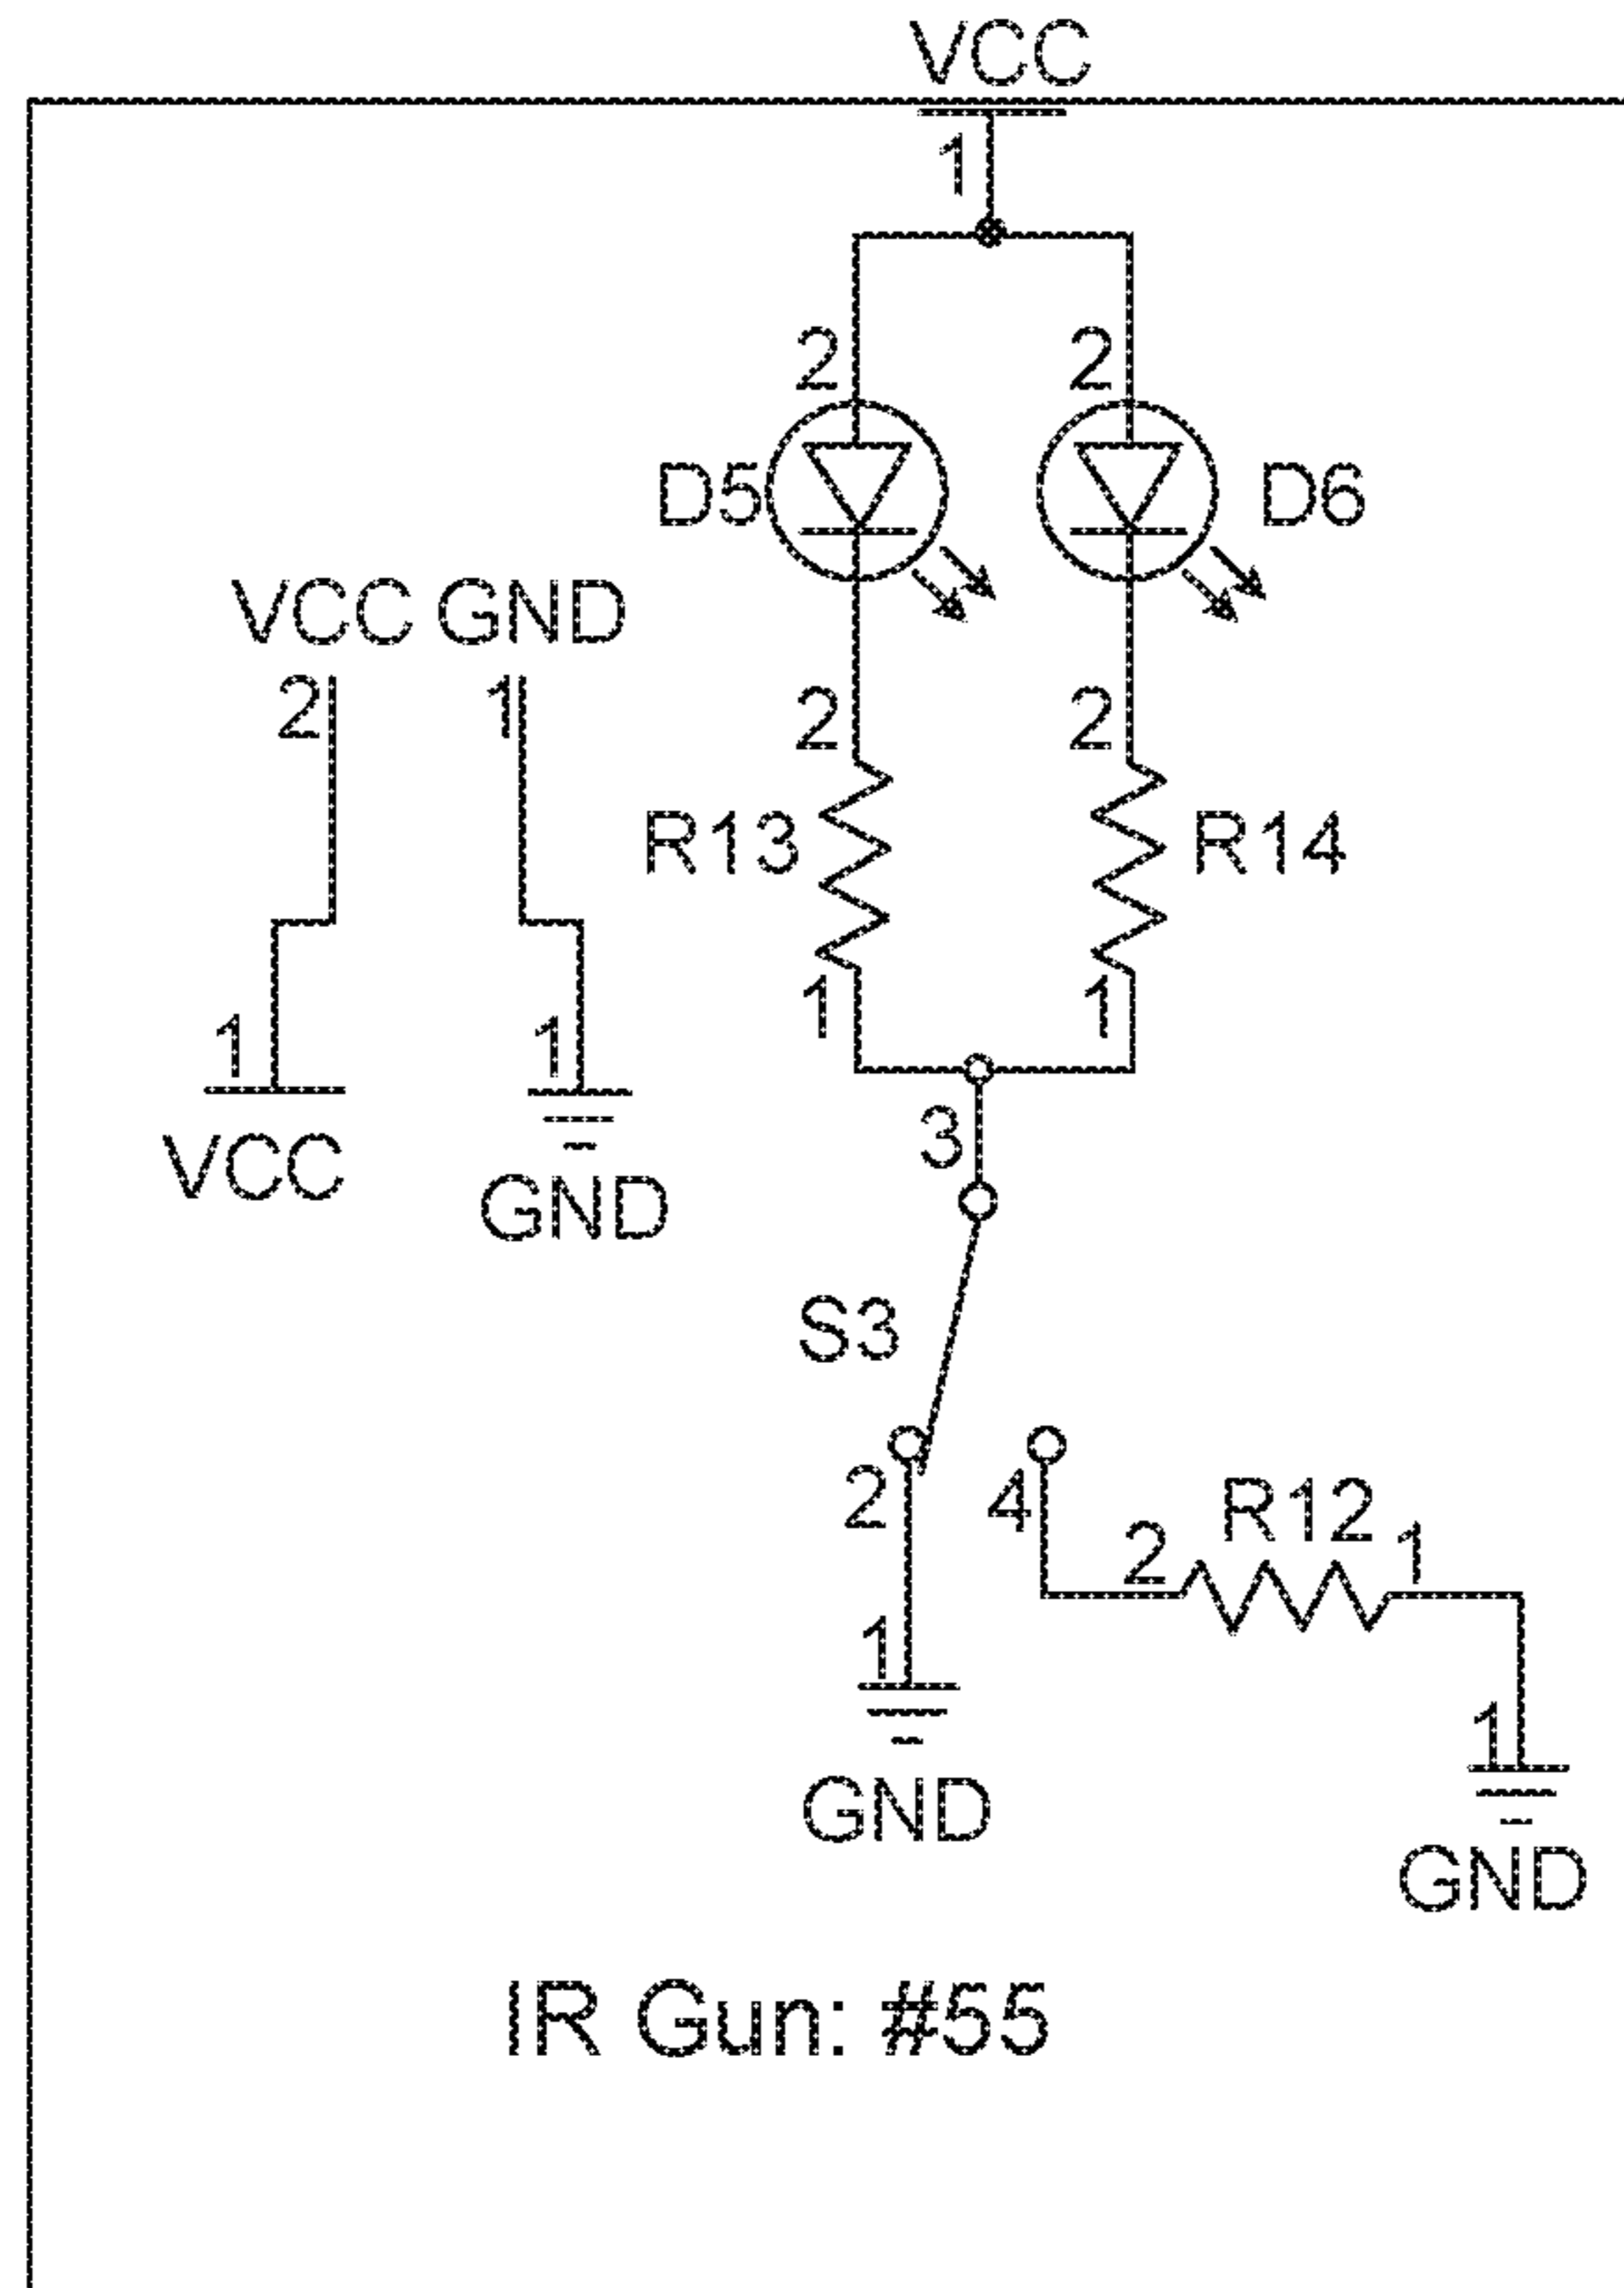 VCC
1
2 2
D5 D6
VCC GND
2 1
2 2
R13 R14
1 1
1 1
3
VCC
GND
S3
2 4
R12
2 1
1
1
GND
GND
IR Gun: #55